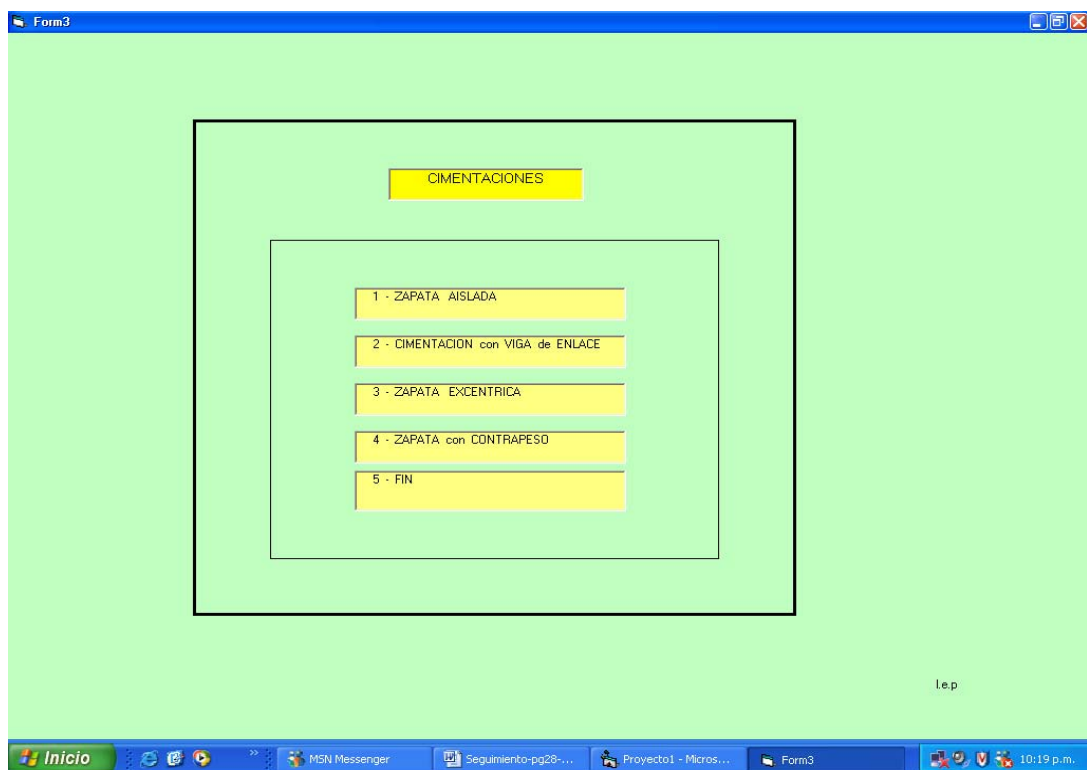 Form3
CIMENTACIONES
1 - ZAPATA AISLADA
2 - CIMENTACION con VIGA de ENLACE
3 - ZAPATA EXCENTRICA
4 - ZAPATA con CONTRAPESO
5 - FIN
l.e.p
Inicio
»
MSN Messenger
Seguimiento-pg28-...
Proyecto1 - Micros...
Form3
10:19 p.m.